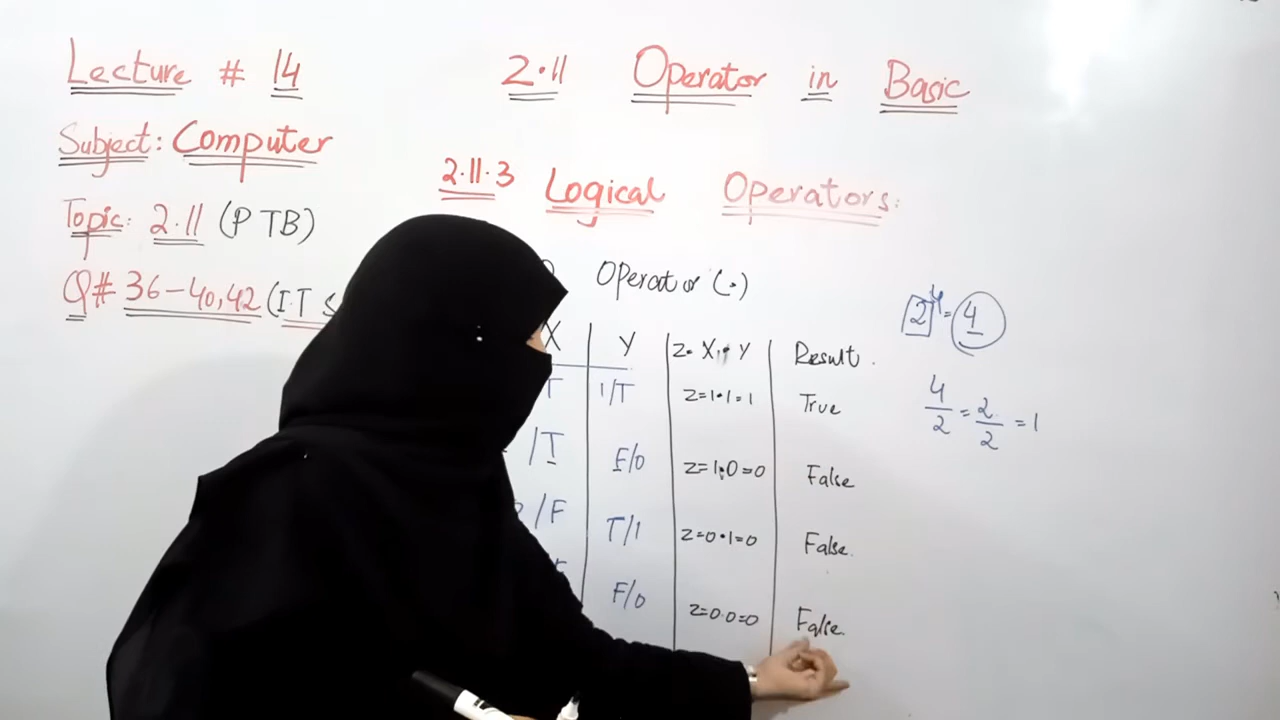 Lecture # 14
2.11 Operator in Basic
Subject: Computer
2.11.3 Logical Operators:
Topic: 2.11 (PTB)
Q# 36-40,42 (I.T S
D Operator (.)
2 = 4
X Y Z= X . Y Result.
T 1/T Z=1.1=1 True
4/2 = 2/2 = 1
/T F/0 Z=1.0=0 False
/F T/1 Z=0.1=0 False.
F/0 Z=0.0=0 False.